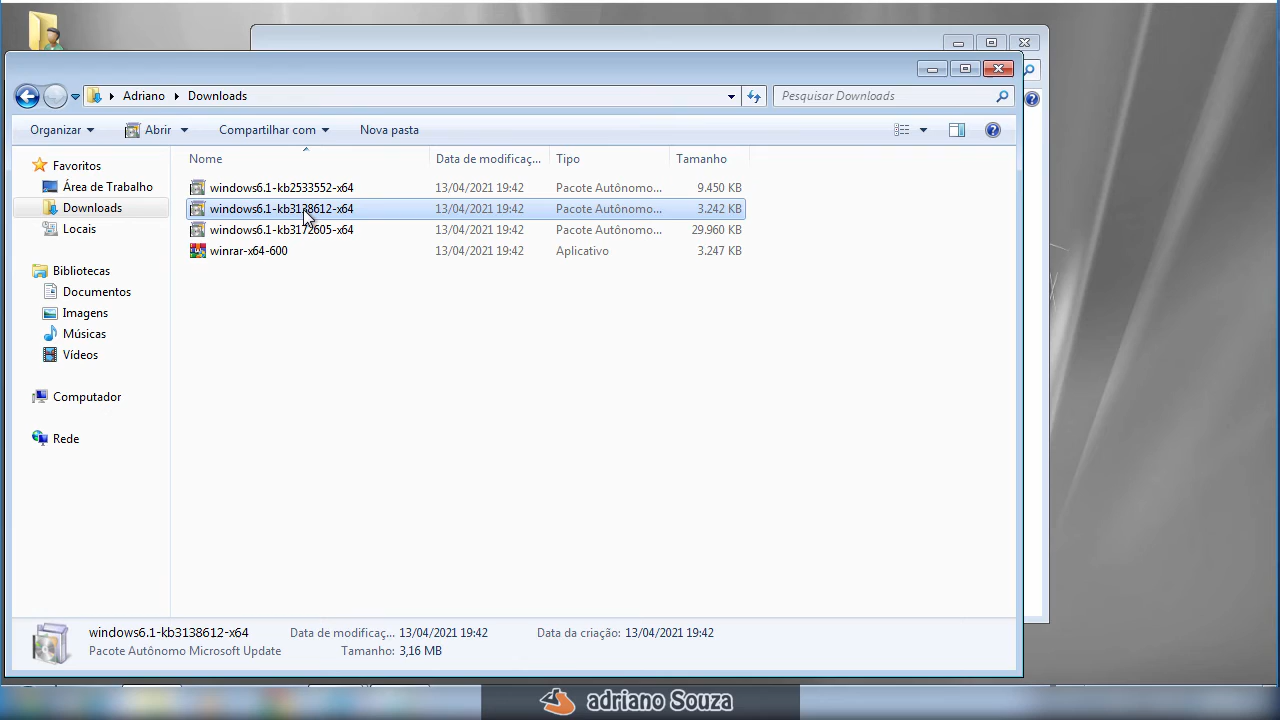 Adriano Downloads Pesquisar Downloads
Organizar Abrir Compartilhar com Nova pasta
Nome Data de modificaç... Tipo Tamanho
Favoritos
Área de Trabalho
Downloads
Locais
Bibliotecas
Documentos
Imagens
Músicas
Vídeos
Computador
Rede
windows6.1-kb2533552-x64 13/04/2021 19:42 Pacote Autônomo... 9.450 KB
windows6.1-kb3138612-x64 13/04/2021 19:42 Pacote Autônomo... 3.242 KB
windows6.1-kb3172605-x64 13/04/2021 19:42 Pacote Autônomo... 29.960 KB
winrar-x64-600 13/04/2021 19:42 Aplicativo 3.247 KB
windows6.1-kb3138612-x64 Data de modificaç... 13/04/2021 19:42 Data da criação: 13/04/2021 19:42
Pacote Autônomo Microsoft Update Tamanho: 3,16 MB
adriano Souza